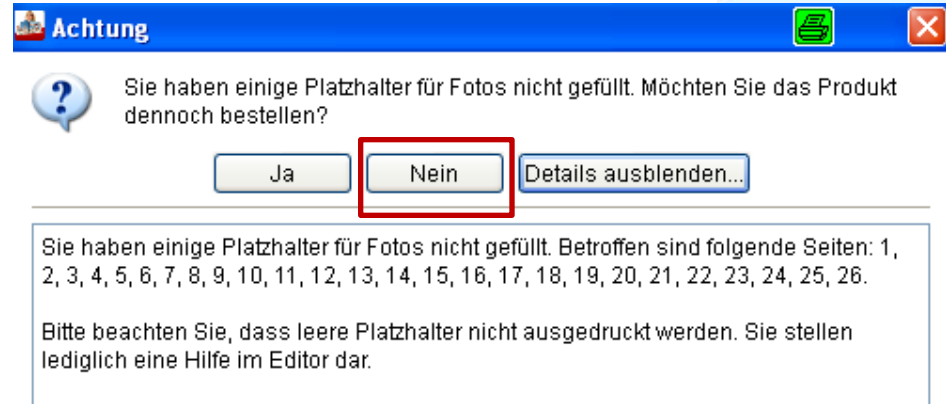 Achtung
Sie haben einige Platzhalter für Fotos nicht gefüllt. Möchten Sie das Produkt
dennoch bestellen?
Ja Nein Details ausblenden...
Sie haben einige Platzhalter für Fotos nicht gefüllt. Betroffen sind folgende Seiten: 1,
2, 3, 4, 5, 6, 7, 8, 9, 10, 11, 12, 13, 14, 15, 16, 17, 18, 19, 20, 21, 22, 23, 24, 25, 26.
Bitte beachten Sie, dass leere Platzhalter nicht ausgedruckt werden. Sie stellen
lediglich eine Hilfe im Editor dar.